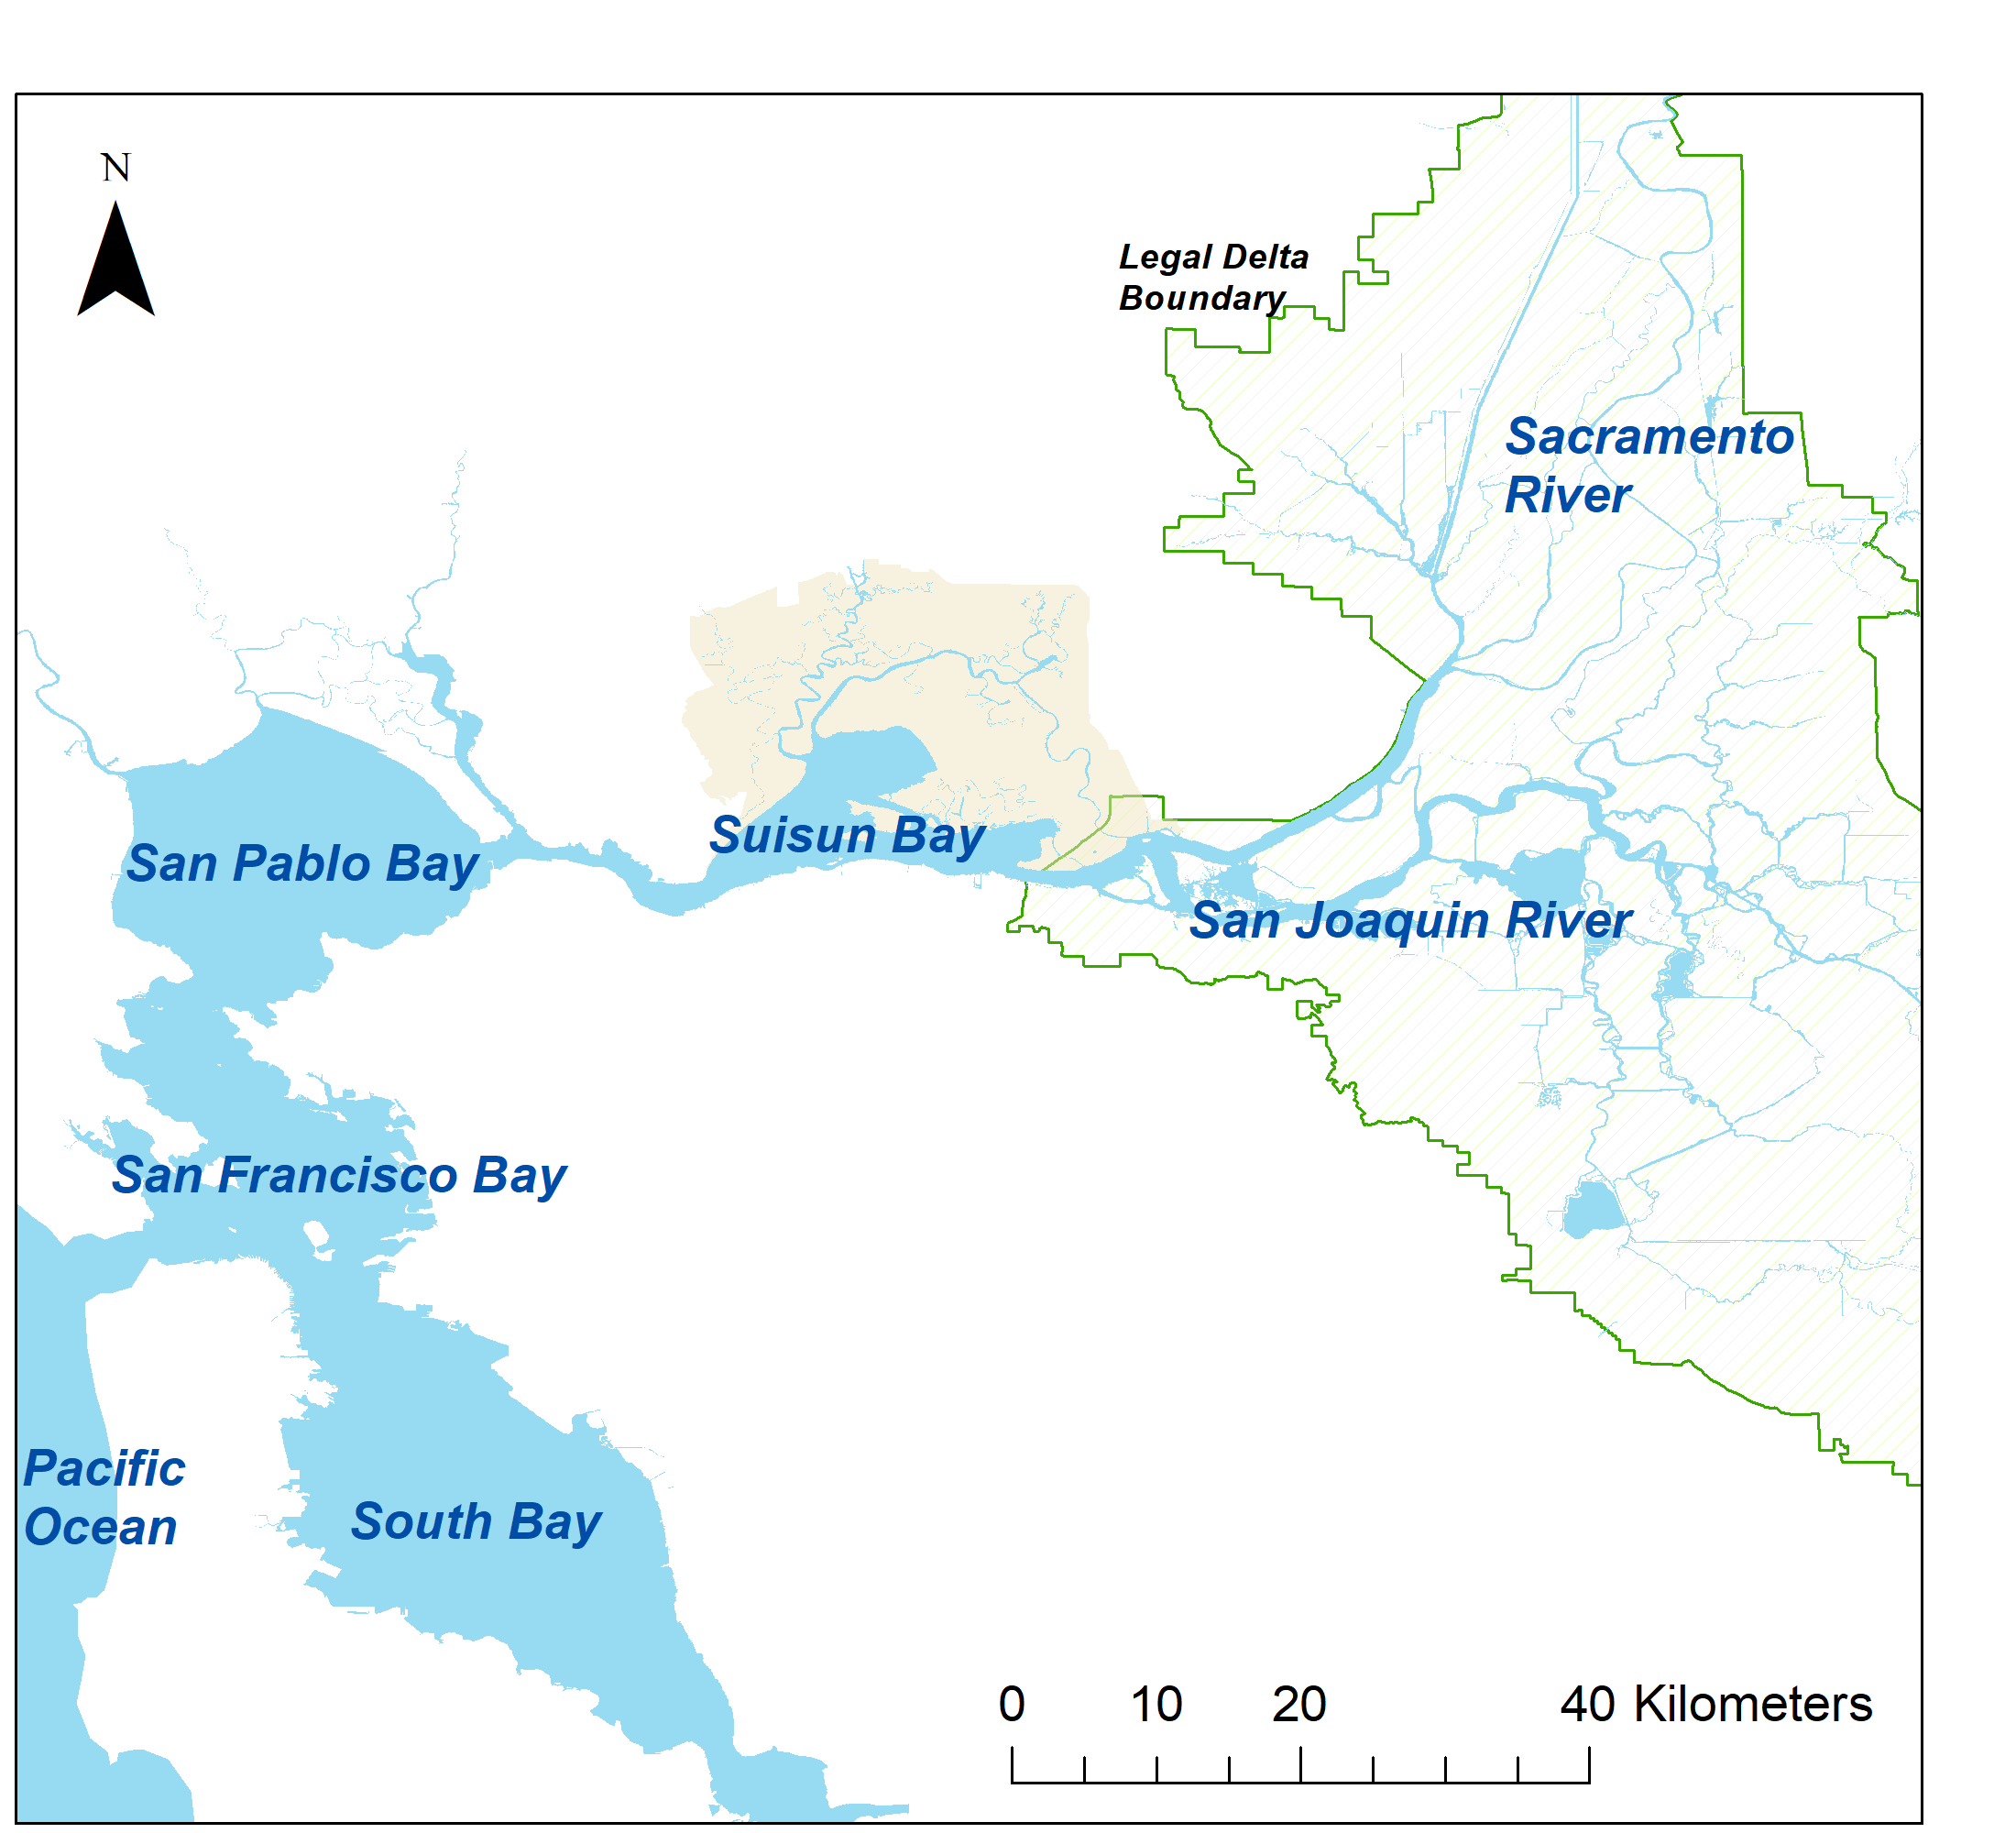 N
Legal Delta
Boundary
Sacramento
River
Suisun Bay
San Pablo Bay
San Joaquin River
San Francisco Bay
Pacific
Ocean
South Bay
0 10 20 40 Kilometers